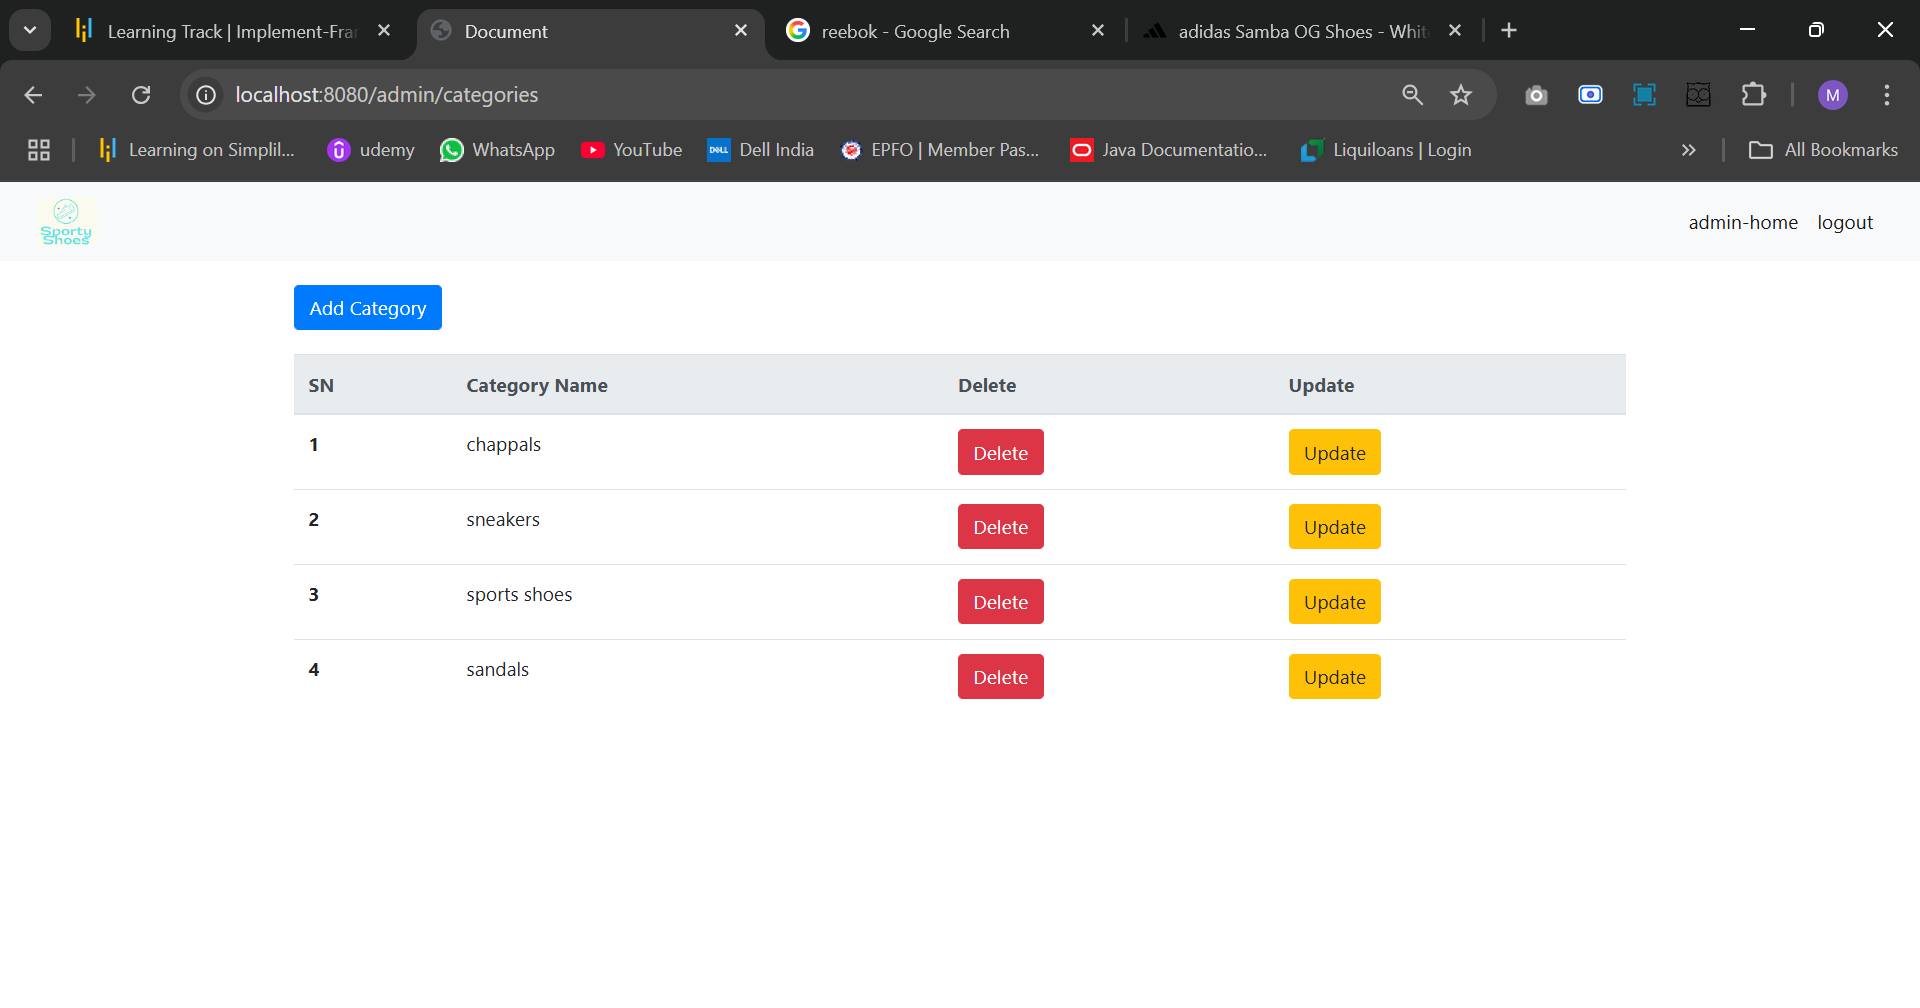 Learning Track | Implement-Fra
Document
reebok - Google Search
adidas Samba OG Shoes - Whit
localhost:8080/admin/categories
M
Learning on Simplil...
udemy
WhatsApp
YouTube
DELL
Dell India
EPFO | Member Pas...
Java Documentatio...
Liquiloans | Login
All Bookmarks
Sporty
Shoes
admin-home
logout
Add Category
SN Category Name Delete Update
1 chappals Delete Update
2 sneakers Delete Update
3 sports shoes Delete Update
4 sandals Delete Update